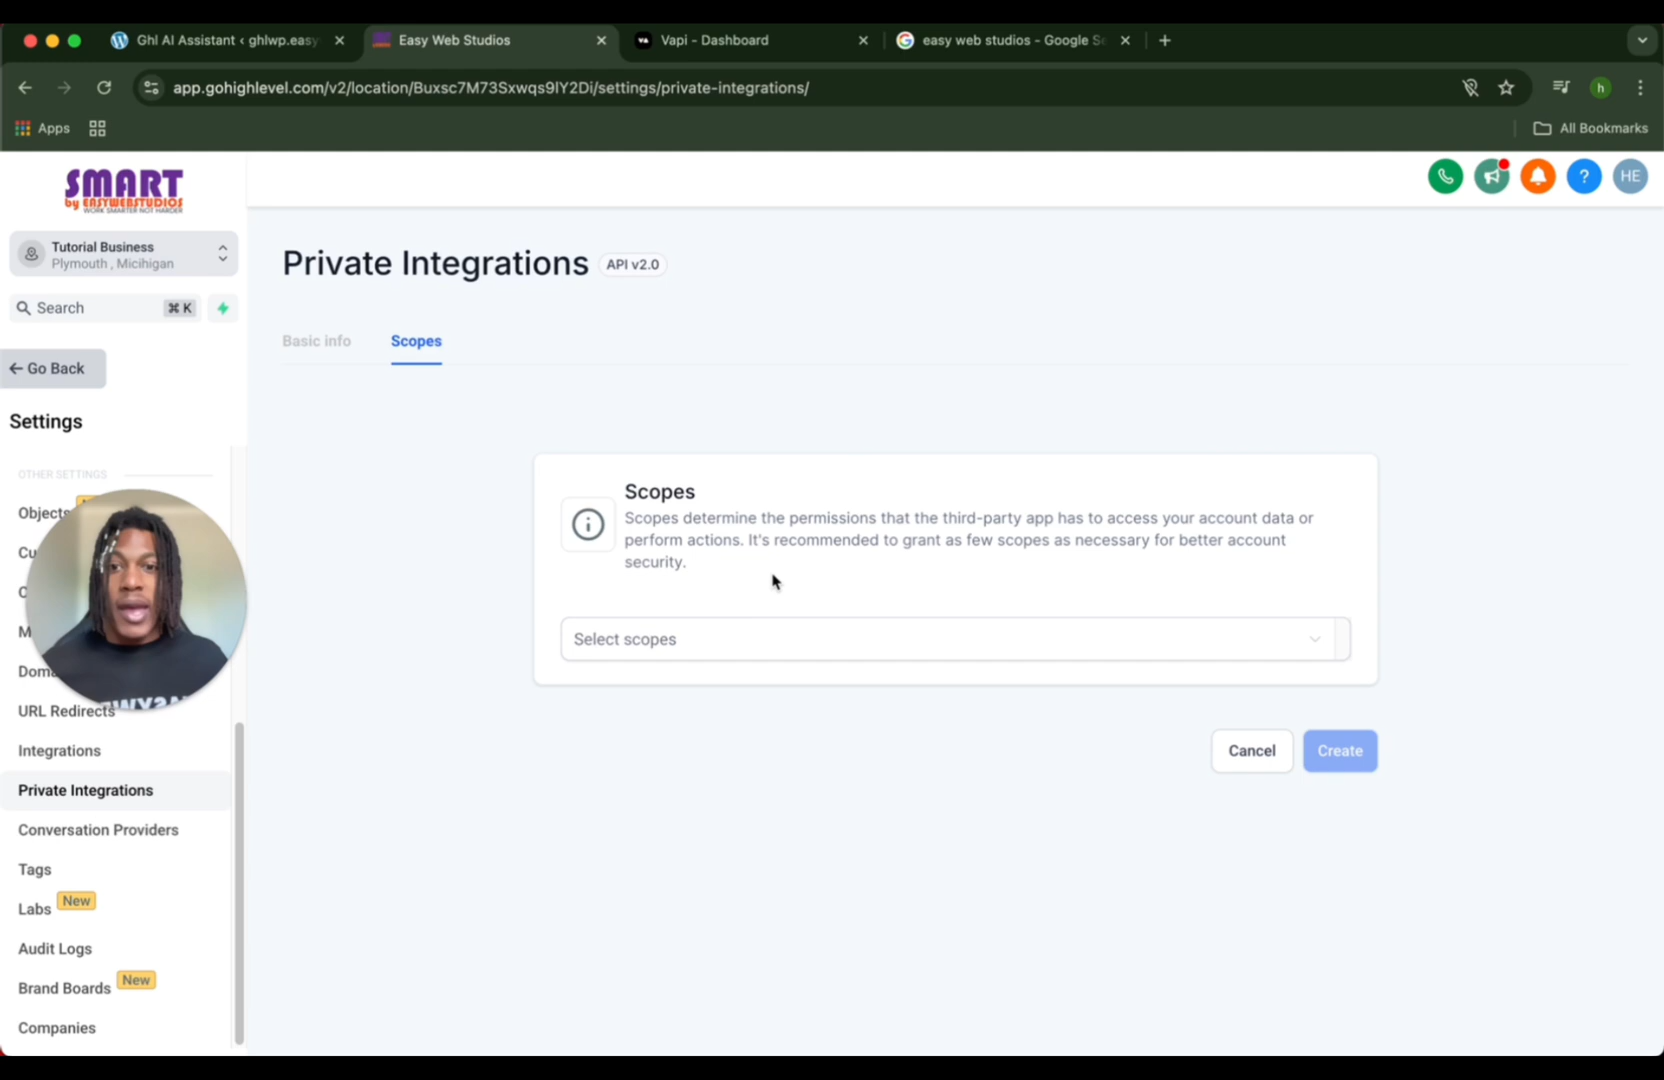 Ghl AI Assistant ‹ ghlwp.easy
Easy Web Studios
Vapi - Dashboard
easy web studios - Google Se
app.gohighlevel.com/v2/location/Buxsc7M73Sxwqs9lY2Di/settings/private-integrations/
h
Apps
All Bookmarks
SMART
by EASYWEBSTUDIOS
WORK SMARTER NOT HARDER
?
HE
Tutorial Business
Plymouth , Micihigan
Search
⌘ K
Private Integrations
API v2.0
Basic info
Scopes
← Go Back
Settings
OTHER SETTINGS
Objects
Cu
M
Doma
URL Redirects
Integrations
Private Integrations
Conversation Providers
Tags
Labs
New
Audit Logs
Brand Boards
New
Companies
Scopes
Scopes determine the permissions that the third-party app has to access your account data or
perform actions. It's recommended to grant as few scopes as necessary for better account
security.
Select scopes
Cancel
Create